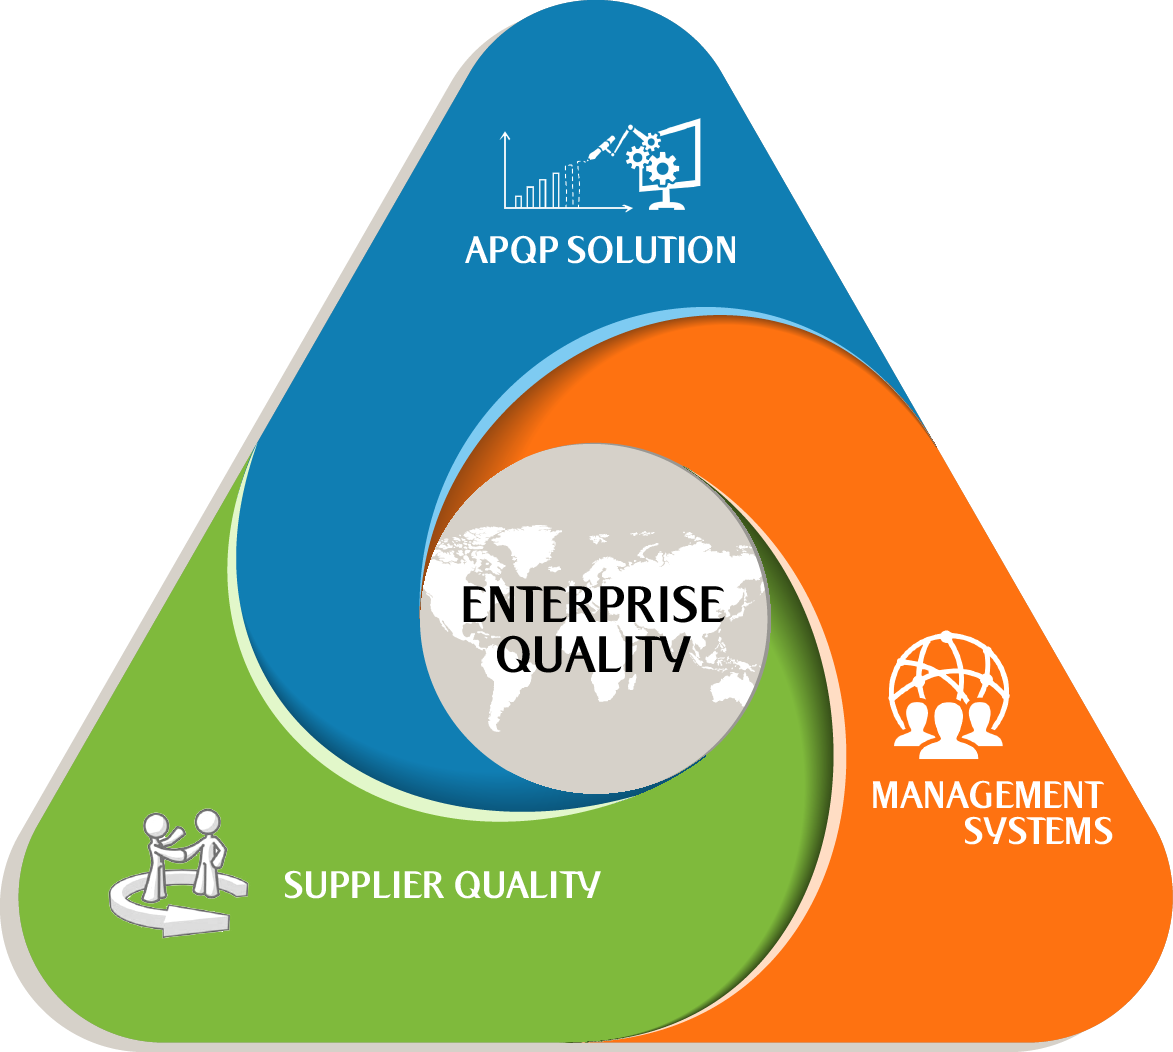 APQP SOLUTION
ENTERPRISE
QUALITY
MANAGEMENT
SYSTEMS
SUPPLIER QUALITY